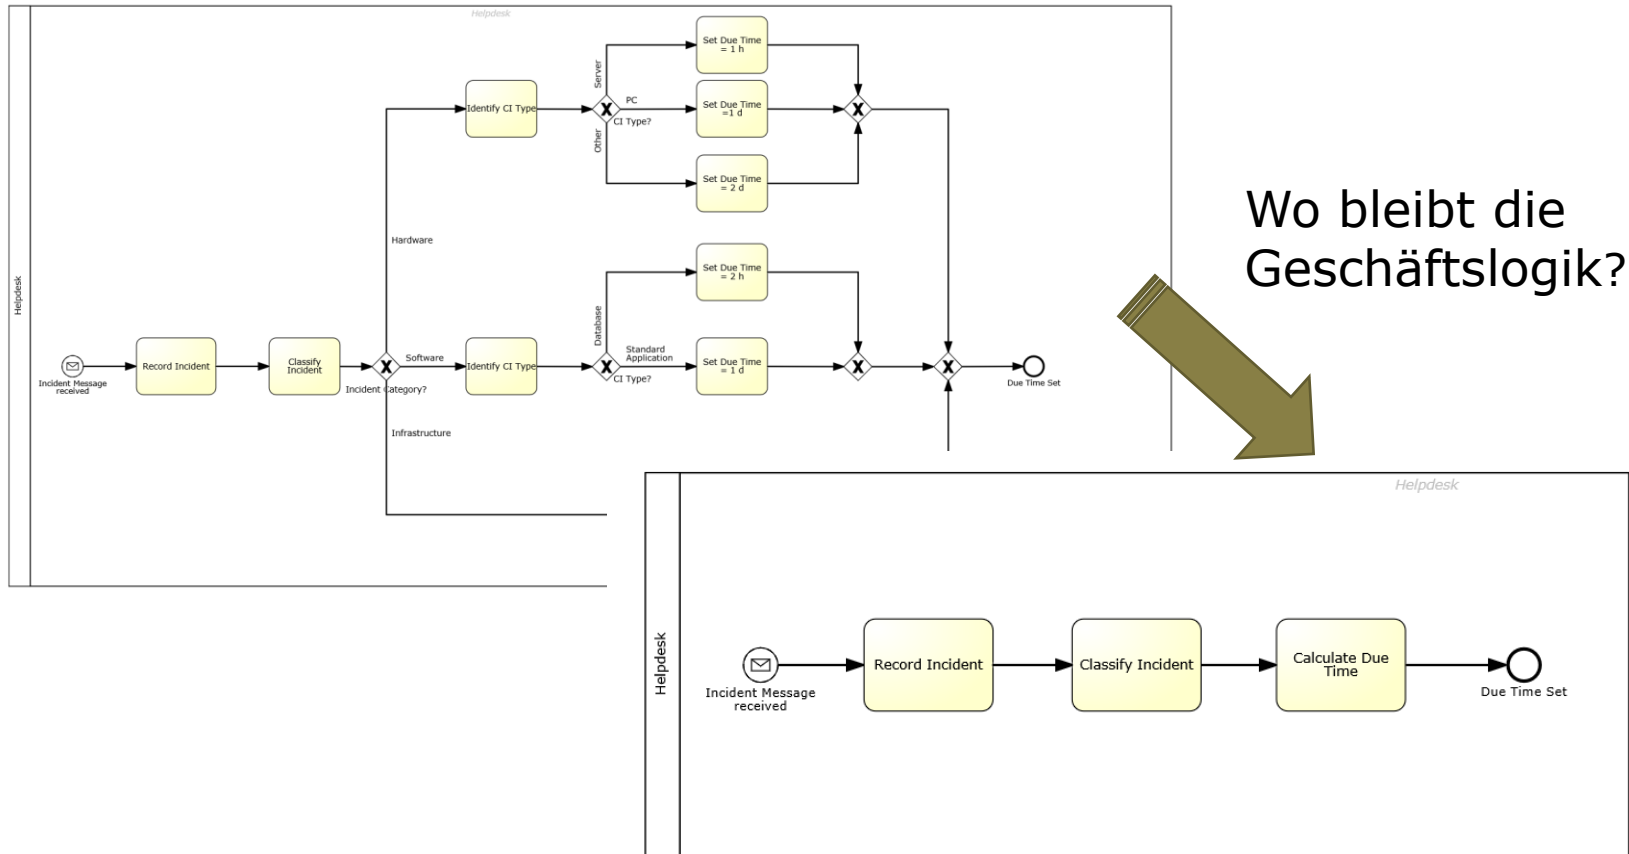 Helpdesk
Helpdesk
Set Due Time
= 1 h
Server
Identify CI Type
PC
CI Type?
Set Due Time
=1 d
Other
Set Due Time
= 2 d
Wo bleibt die
Geschäftslogik?
Hardware
Set Due Time
= 2 h
Database
Incident Message
received
Record Incident
Classify
Incident
Incident Category?
Software
Identify CI Type
Standard
Application
CI Type?
Set Due Time
= 1 d
Due Time Set
Infrastructure
Helpdesk
Helpdesk
Incident Message
received
Record Incident
Classify Incident
Calculate Due
Time
Due Time Set